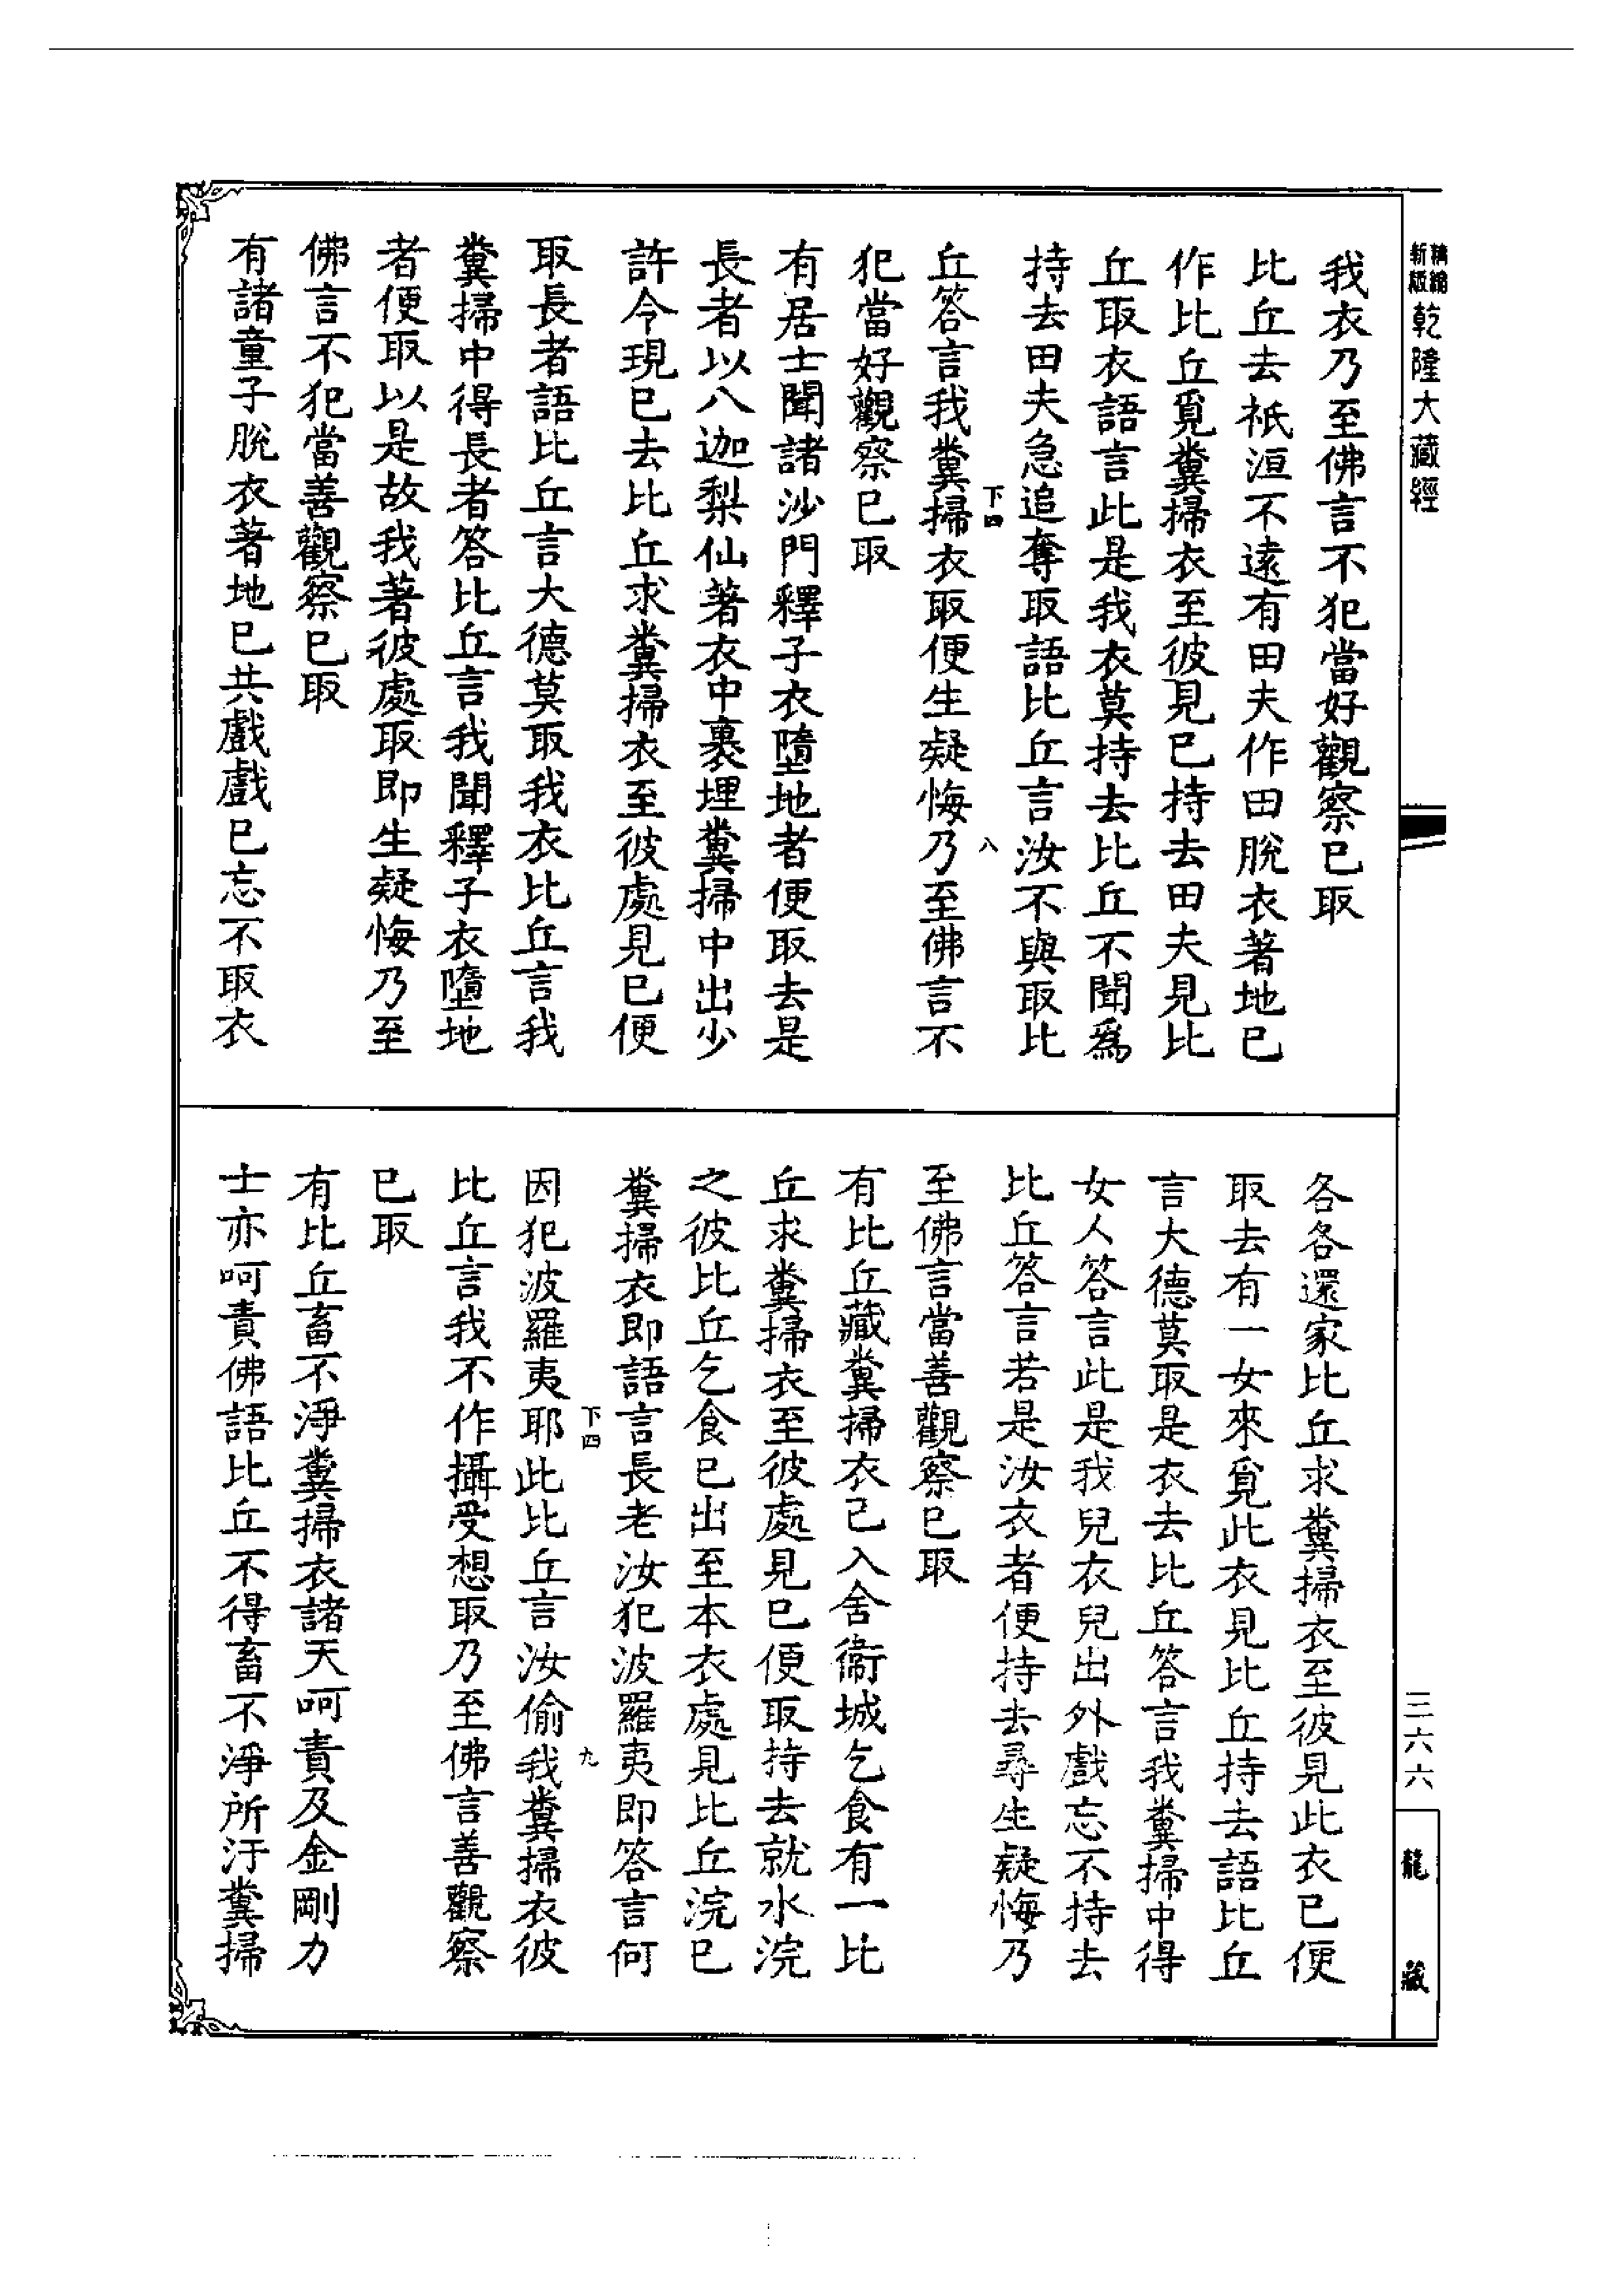 新版
精編
乾隆大藏經
我衣乃至佛言不犯當好觀察已取
比丘去祇洹不遠有田夫作田脫衣著地已
作比丘覓糞掃衣至彼見已持去田夫見比
丘取衣語言此是我衣莫持去比丘不聞爲
持去田夫急追奪取語比丘言汝不與取比
下四
八
丘答言我糞掃衣取便生疑悔乃至佛言不
犯當好觀察已取
有居士聞諸沙門釋子衣墮地者便取去是
長者以八迦梨仙著衣中裹埋糞掃中出少
許今現已去比丘求糞掃衣至彼處見已便
取長者語比丘言大德莫取我衣比丘言我
糞掃中得長者答比丘言我聞釋子衣墮地
者便取以是故我著彼處取即生疑悔乃至
佛言不犯當善觀察已取
有諸童子脫衣著地已共戲戲已忘不取衣
各各還家比丘求糞掃衣至彼見此衣已便
取去有一女來覓此衣見比丘持去語比丘
言大德莫取是衣去比丘答言我糞掃中得
女人答言此是我兒衣兒出外戲忘不持去
比丘答言若是汝衣者便持去尋生疑悔乃
至佛言當善觀察已取
有比丘藏糞掃衣已入舍衞城乞食有一比
丘求糞掃衣至彼處見已便取持去就水浣
之彼比丘乞食已出至本衣處見比丘浣已
糞掃衣即語言長老汝犯波羅夷即答言何
下四
九
因犯波羅夷耶此比丘言汝偷我糞掃衣彼
比丘言我不作攝受想取乃至佛言善觀察
已取
有比丘畜不淨糞掃衣諸天呵責及金剛力
士亦呵責佛語比丘不得畜不淨所汙糞掃
三六六
龍藏